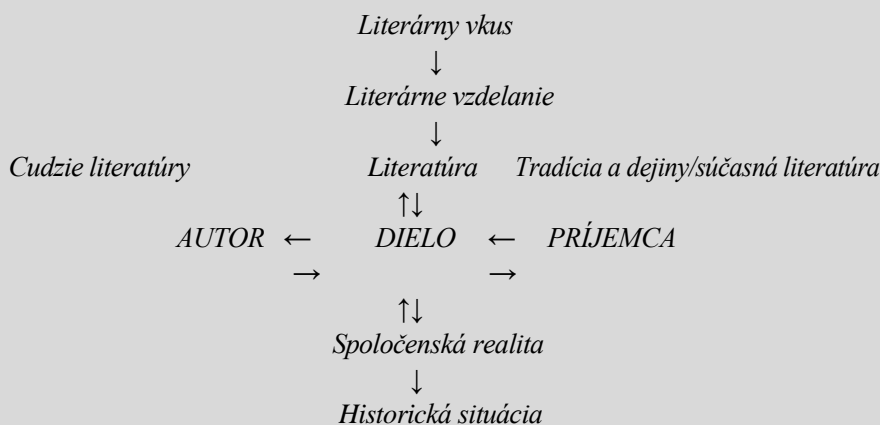 Literárny vkus
↓
Literárne vzdelanie
↓
Cudzie literatúry Literatúra Tradícia a dejiny/súčasná literatúra
↑↓
AUTOR ← DIELO ← PRÍJEMCA
→ →
↑↓
Spoločenská realita
↓
Historická situácia